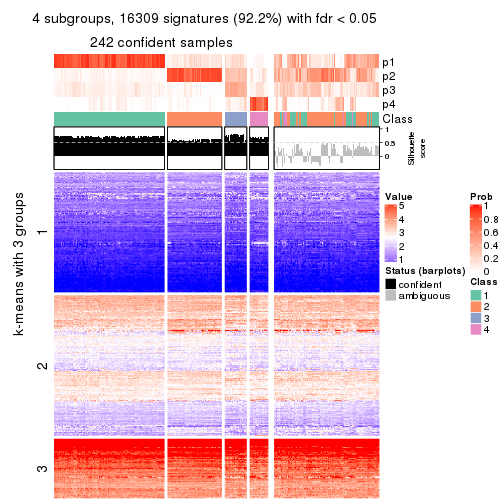 4 subgroups, 16309 signatures (92.2%) with fdr < 0.05
242 confident samples
p1
p2
p3
p4
Class
1
0.5
0
Silhouette
score
k-means with 3 groups
1
2
3
Value
5
4
3
2
1
Status (barplots)
confident
ambiguous
Prob
1
0.8
0.6
0.4
0.2
0
Class
1
2
3
4